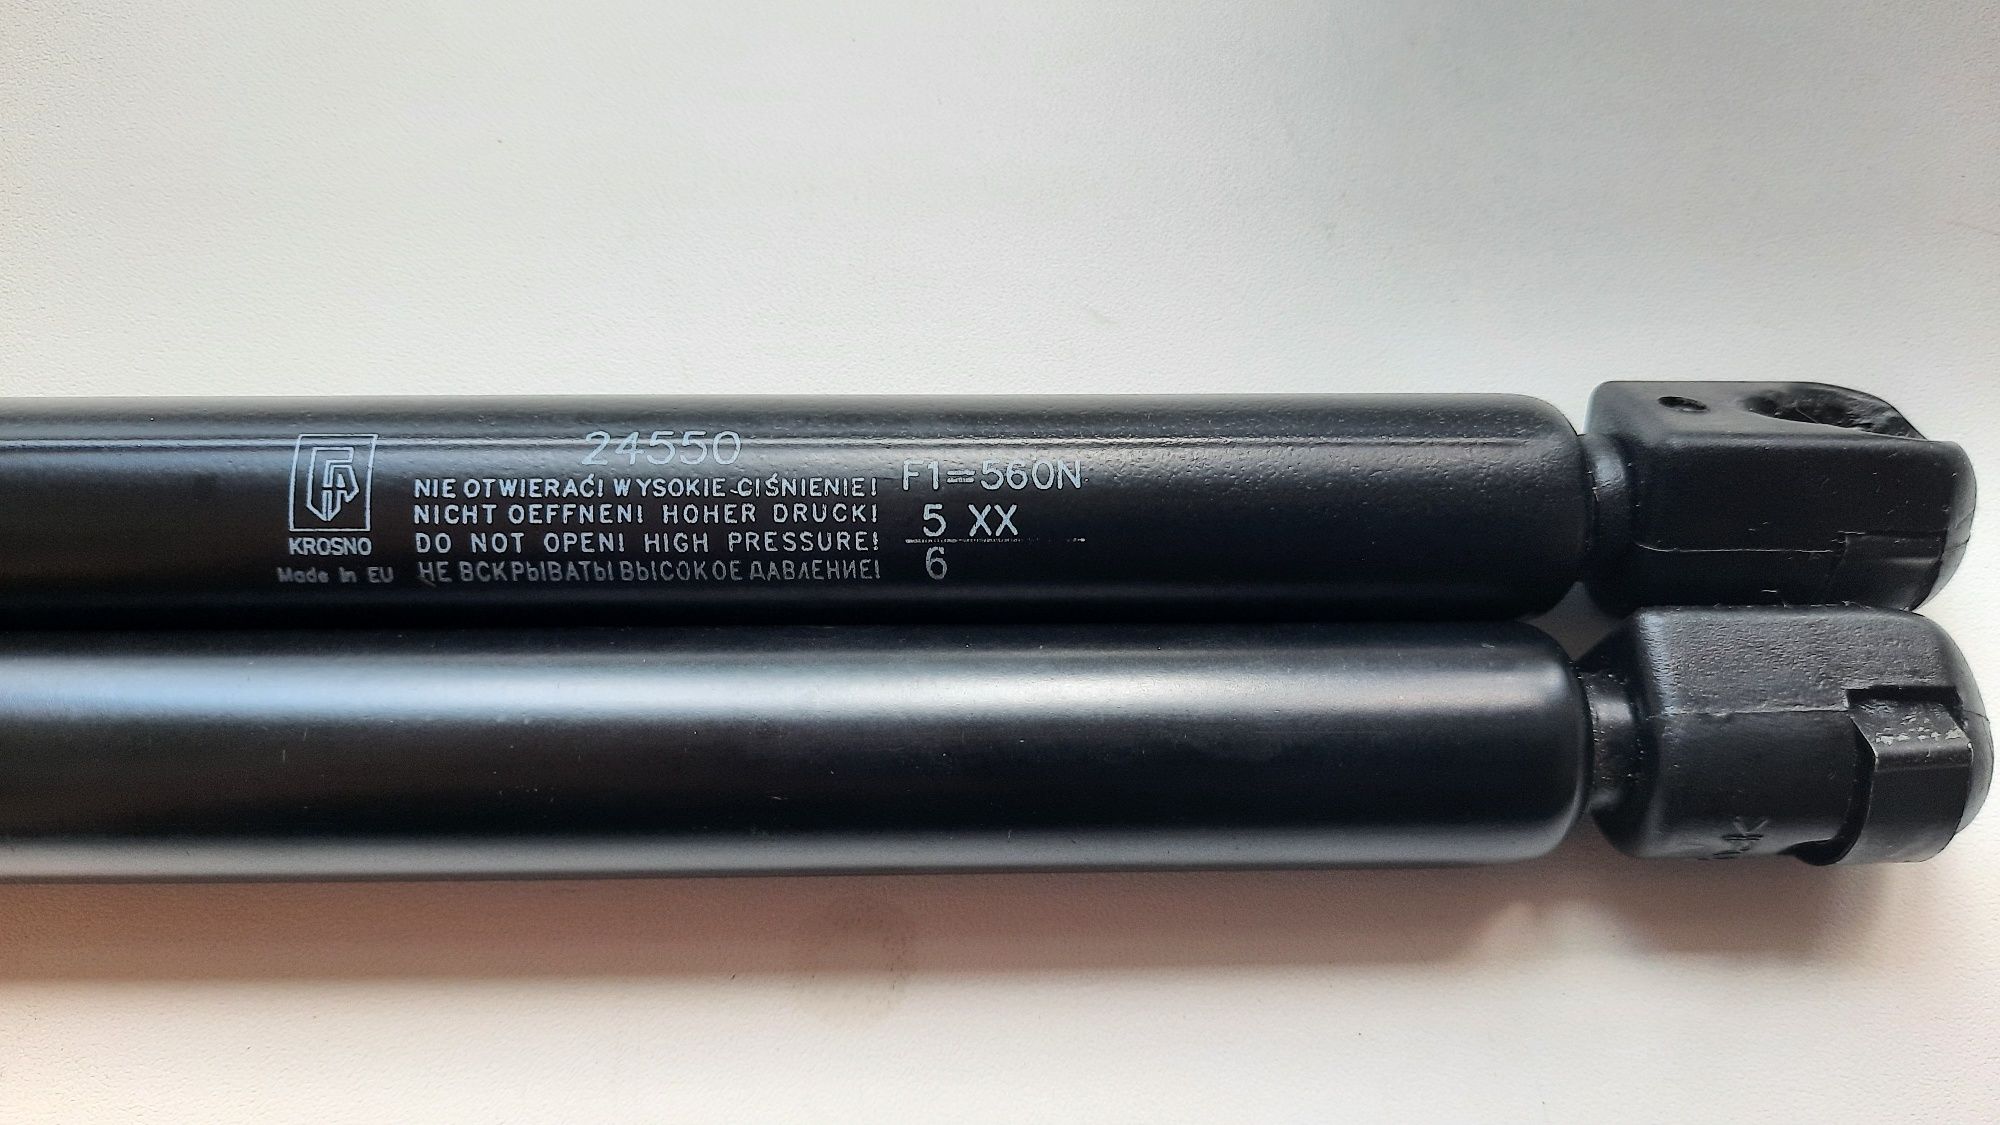 24550
F1=560N
NIE OTWIERAĆ! WYSOKIE CIŚNIENIE!
NICHT OEFFNEN! HOHER DRUCK!
5 XX
KROSNO
DO NOT OPEN! HIGH PRESSURE!
Made in EU
НЕ ВСКРЫВАТЫ ВЫСОКОЕ ДАВЛЕНИЕ!
6